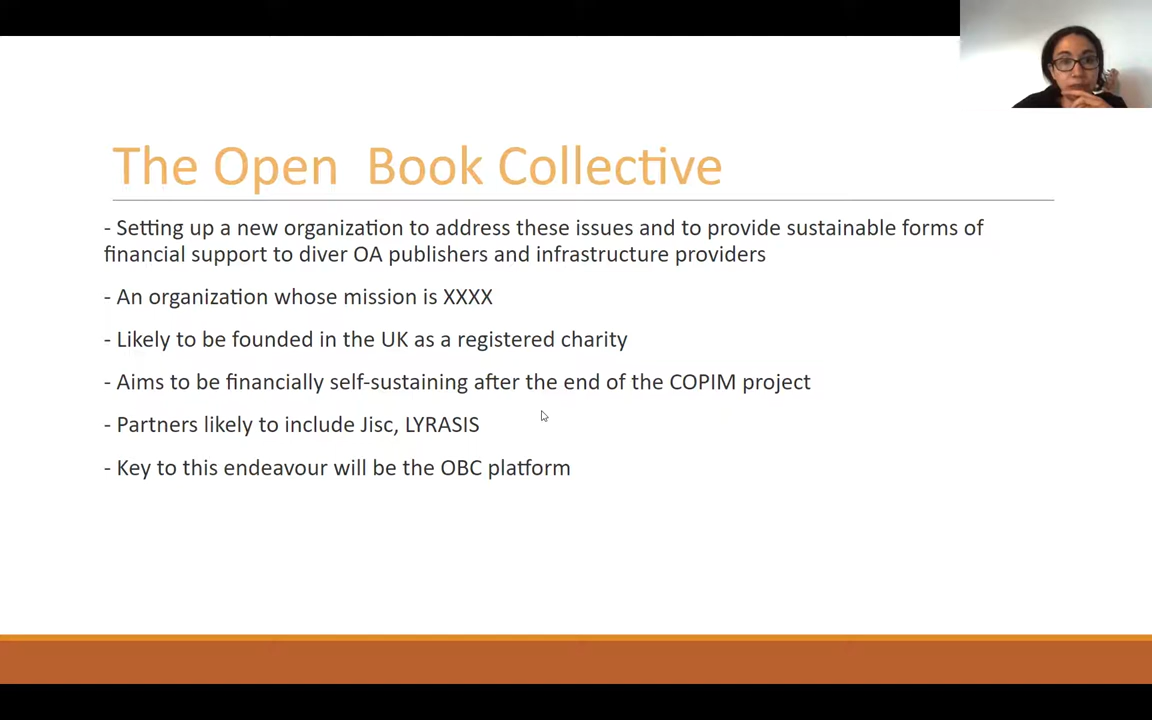 The Open  Book Collective
- Setting up a new organization to address these issues and to provide sustainable forms of
financial support to diver OA publishers and infrastructure providers
- An organization whose mission is XXXX
- Likely to be founded in the UK as a registered charity
- Aims to be financially self-sustaining after the end of the COPIM project
- Partners likely to include Jisc, LYRASIS
- Key to this endeavour will be the OBC platform